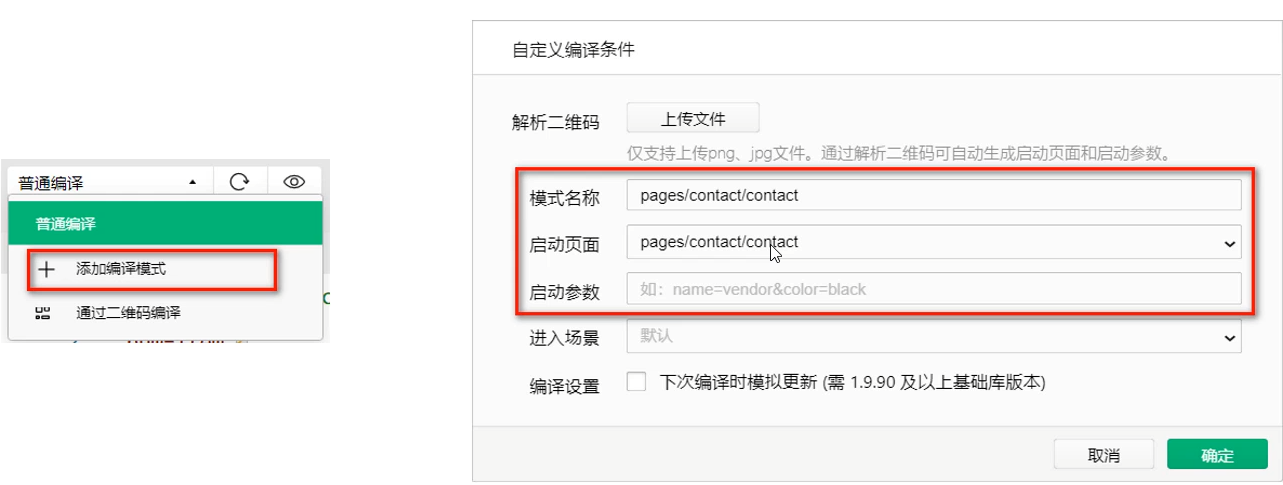 普通编译
普通编译
添加编译模式
通过二维码编译
自定义编译条件
解析二维码 上传文件
仅支持上传png、jpg文件。通过解析二维码可自动生成启动页面和启动参数。
模式名称 pages/contact/contact
启动页面 pages/contact/contact
启动参数 如：name=vendor&color=black
进入场景 默认
编译设置 下次编译时模拟更新 (需 1.9.90 及以上基础库版本)
取消 确定